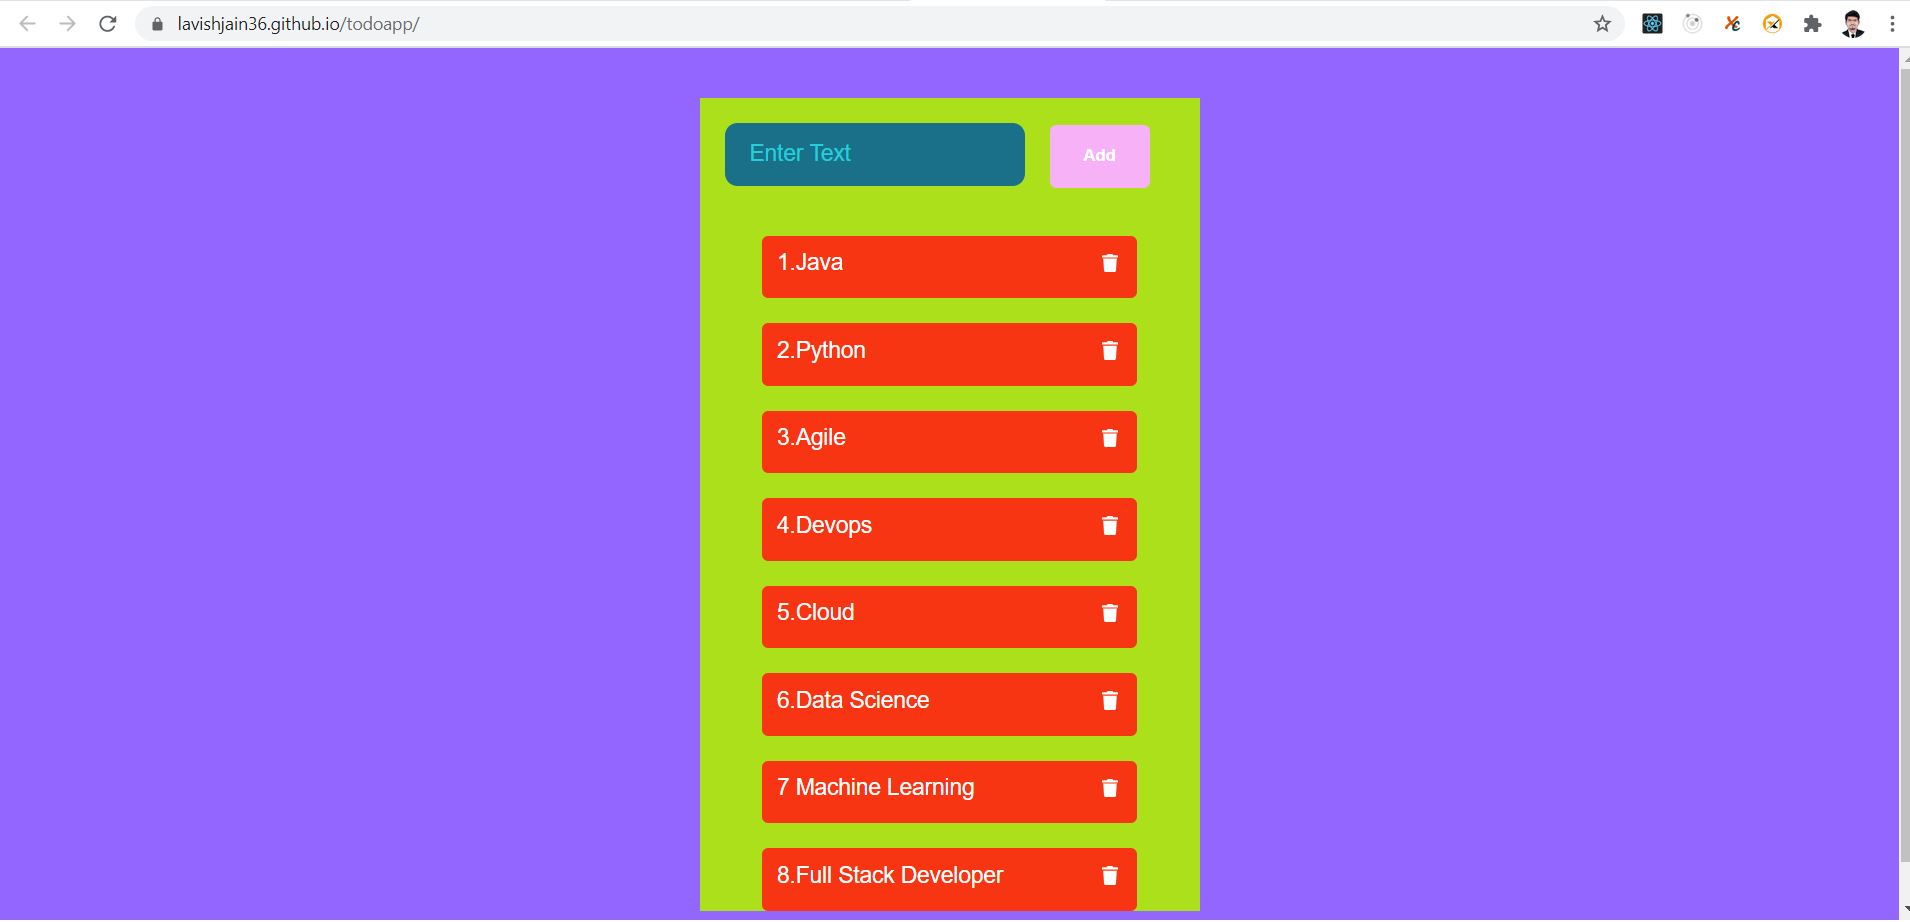 lavishjain36.github.io/todoapp/
Enter Text
Add
1.Java
2.Python
3.Agile
4.Devops
5.Cloud
6.Data Science
7 Machine Learning
8.Full Stack Developer